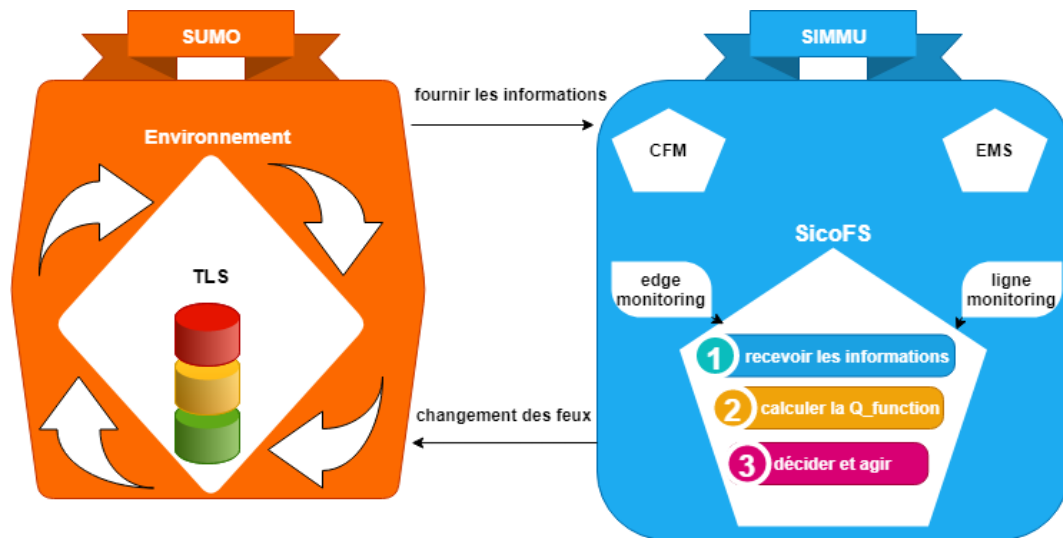 SUMO
Environnement
TLS
fournir les informations
changement des feux
SIMMU
CFM
EMS
SicoFS
edge
monitoring
ligne
monitoring
1 recevoir les informations
2 calculer la Q_function
3 décider et agir